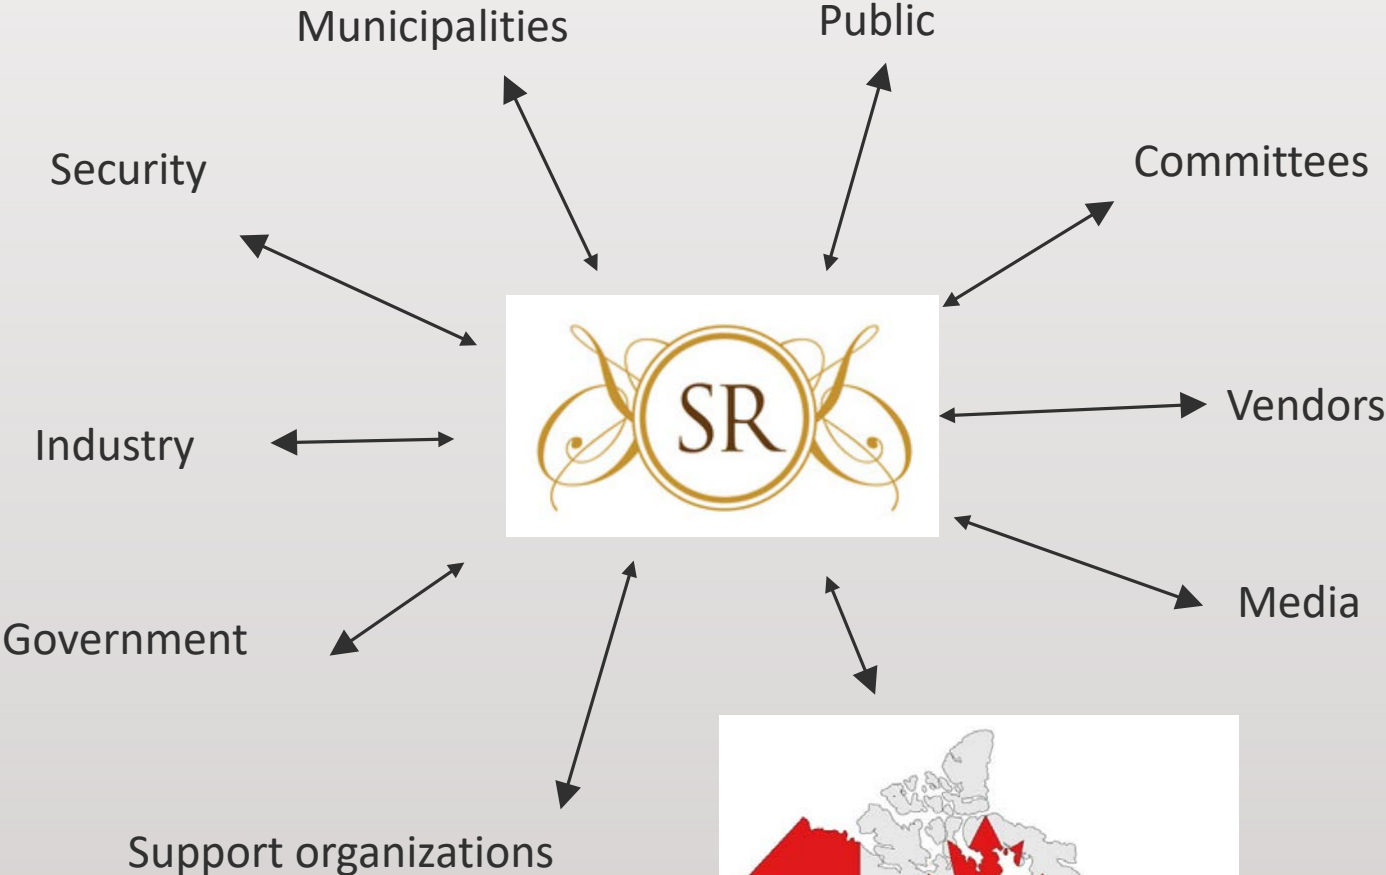 Municipalities
Public
Security
Committees
SR
Vendors
Industry
Media
Government
Support organizations